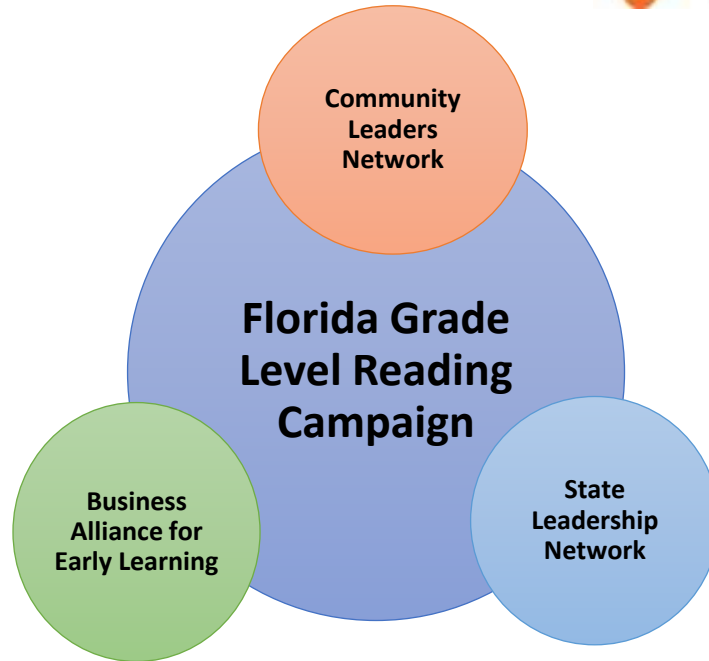 Community
Leaders
Network
Florida Grade
Level Reading
Campaign
Business
Alliance for
Early Learning
State
Leadership
Network